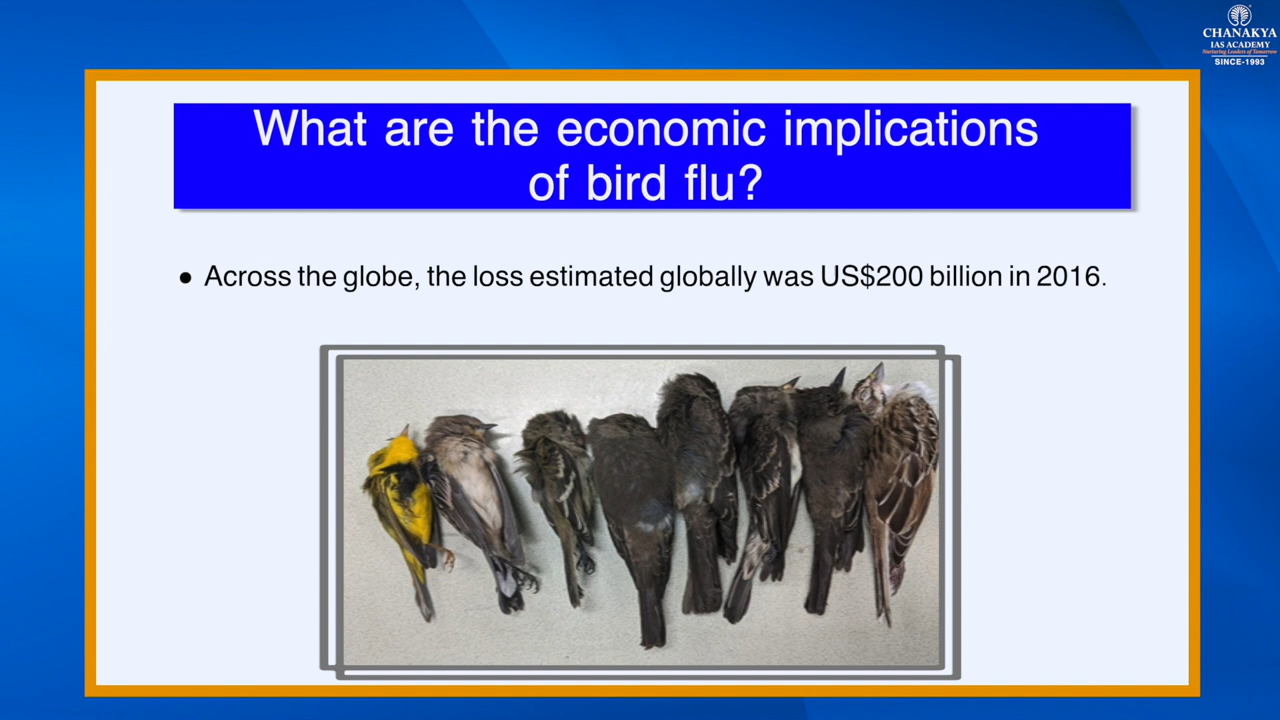 CHANAKYA
IAS ACADEMY
Nurturing Leaders of Tomorrow
SINCE-1993
What are the economic implications
of bird flu?
● Across the globe, the loss estimated globally was US$200 billion in 2016.